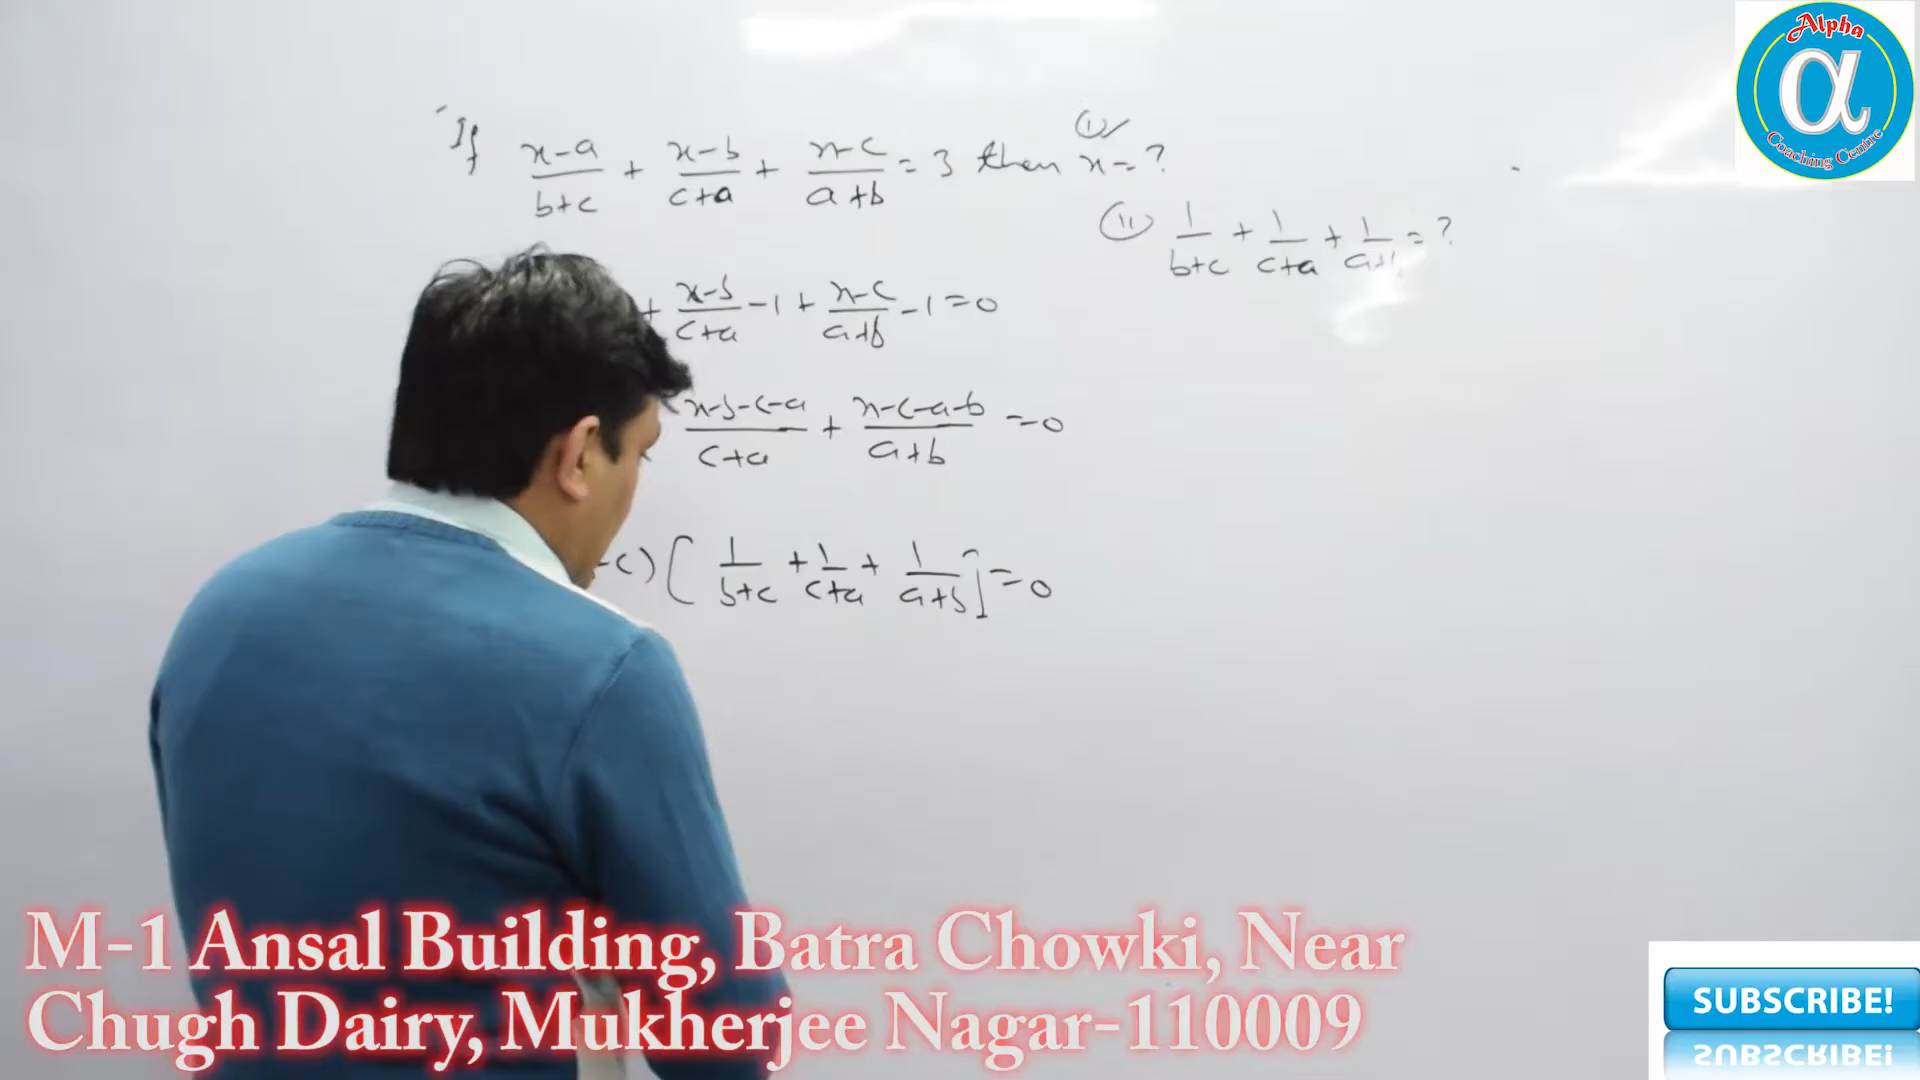 If (x-a)/(b+c) + (x-b)/(c+a) + (x-c)/(a+b) = 3 then x = ?
(I)
(II) 1/(b+c) + 1/(c+a) + 1/ = ?
+ (x-b)/(c+a) -1 + (x-c)/(a+b) -1 = 0
(x-b-c-a)/(c+a) + (x-c-a-b)/(a+b) = 0
-c) [ 1/(b+c) + 1/(c+a) + 1/(a+b) ] = 0
Alpha
α
Coaching Centre
M-1 Ansal Building, Batra Chowki, Near
Chugh Dairy, Mukherjee Nagar-110009
SUBSCRIBE!